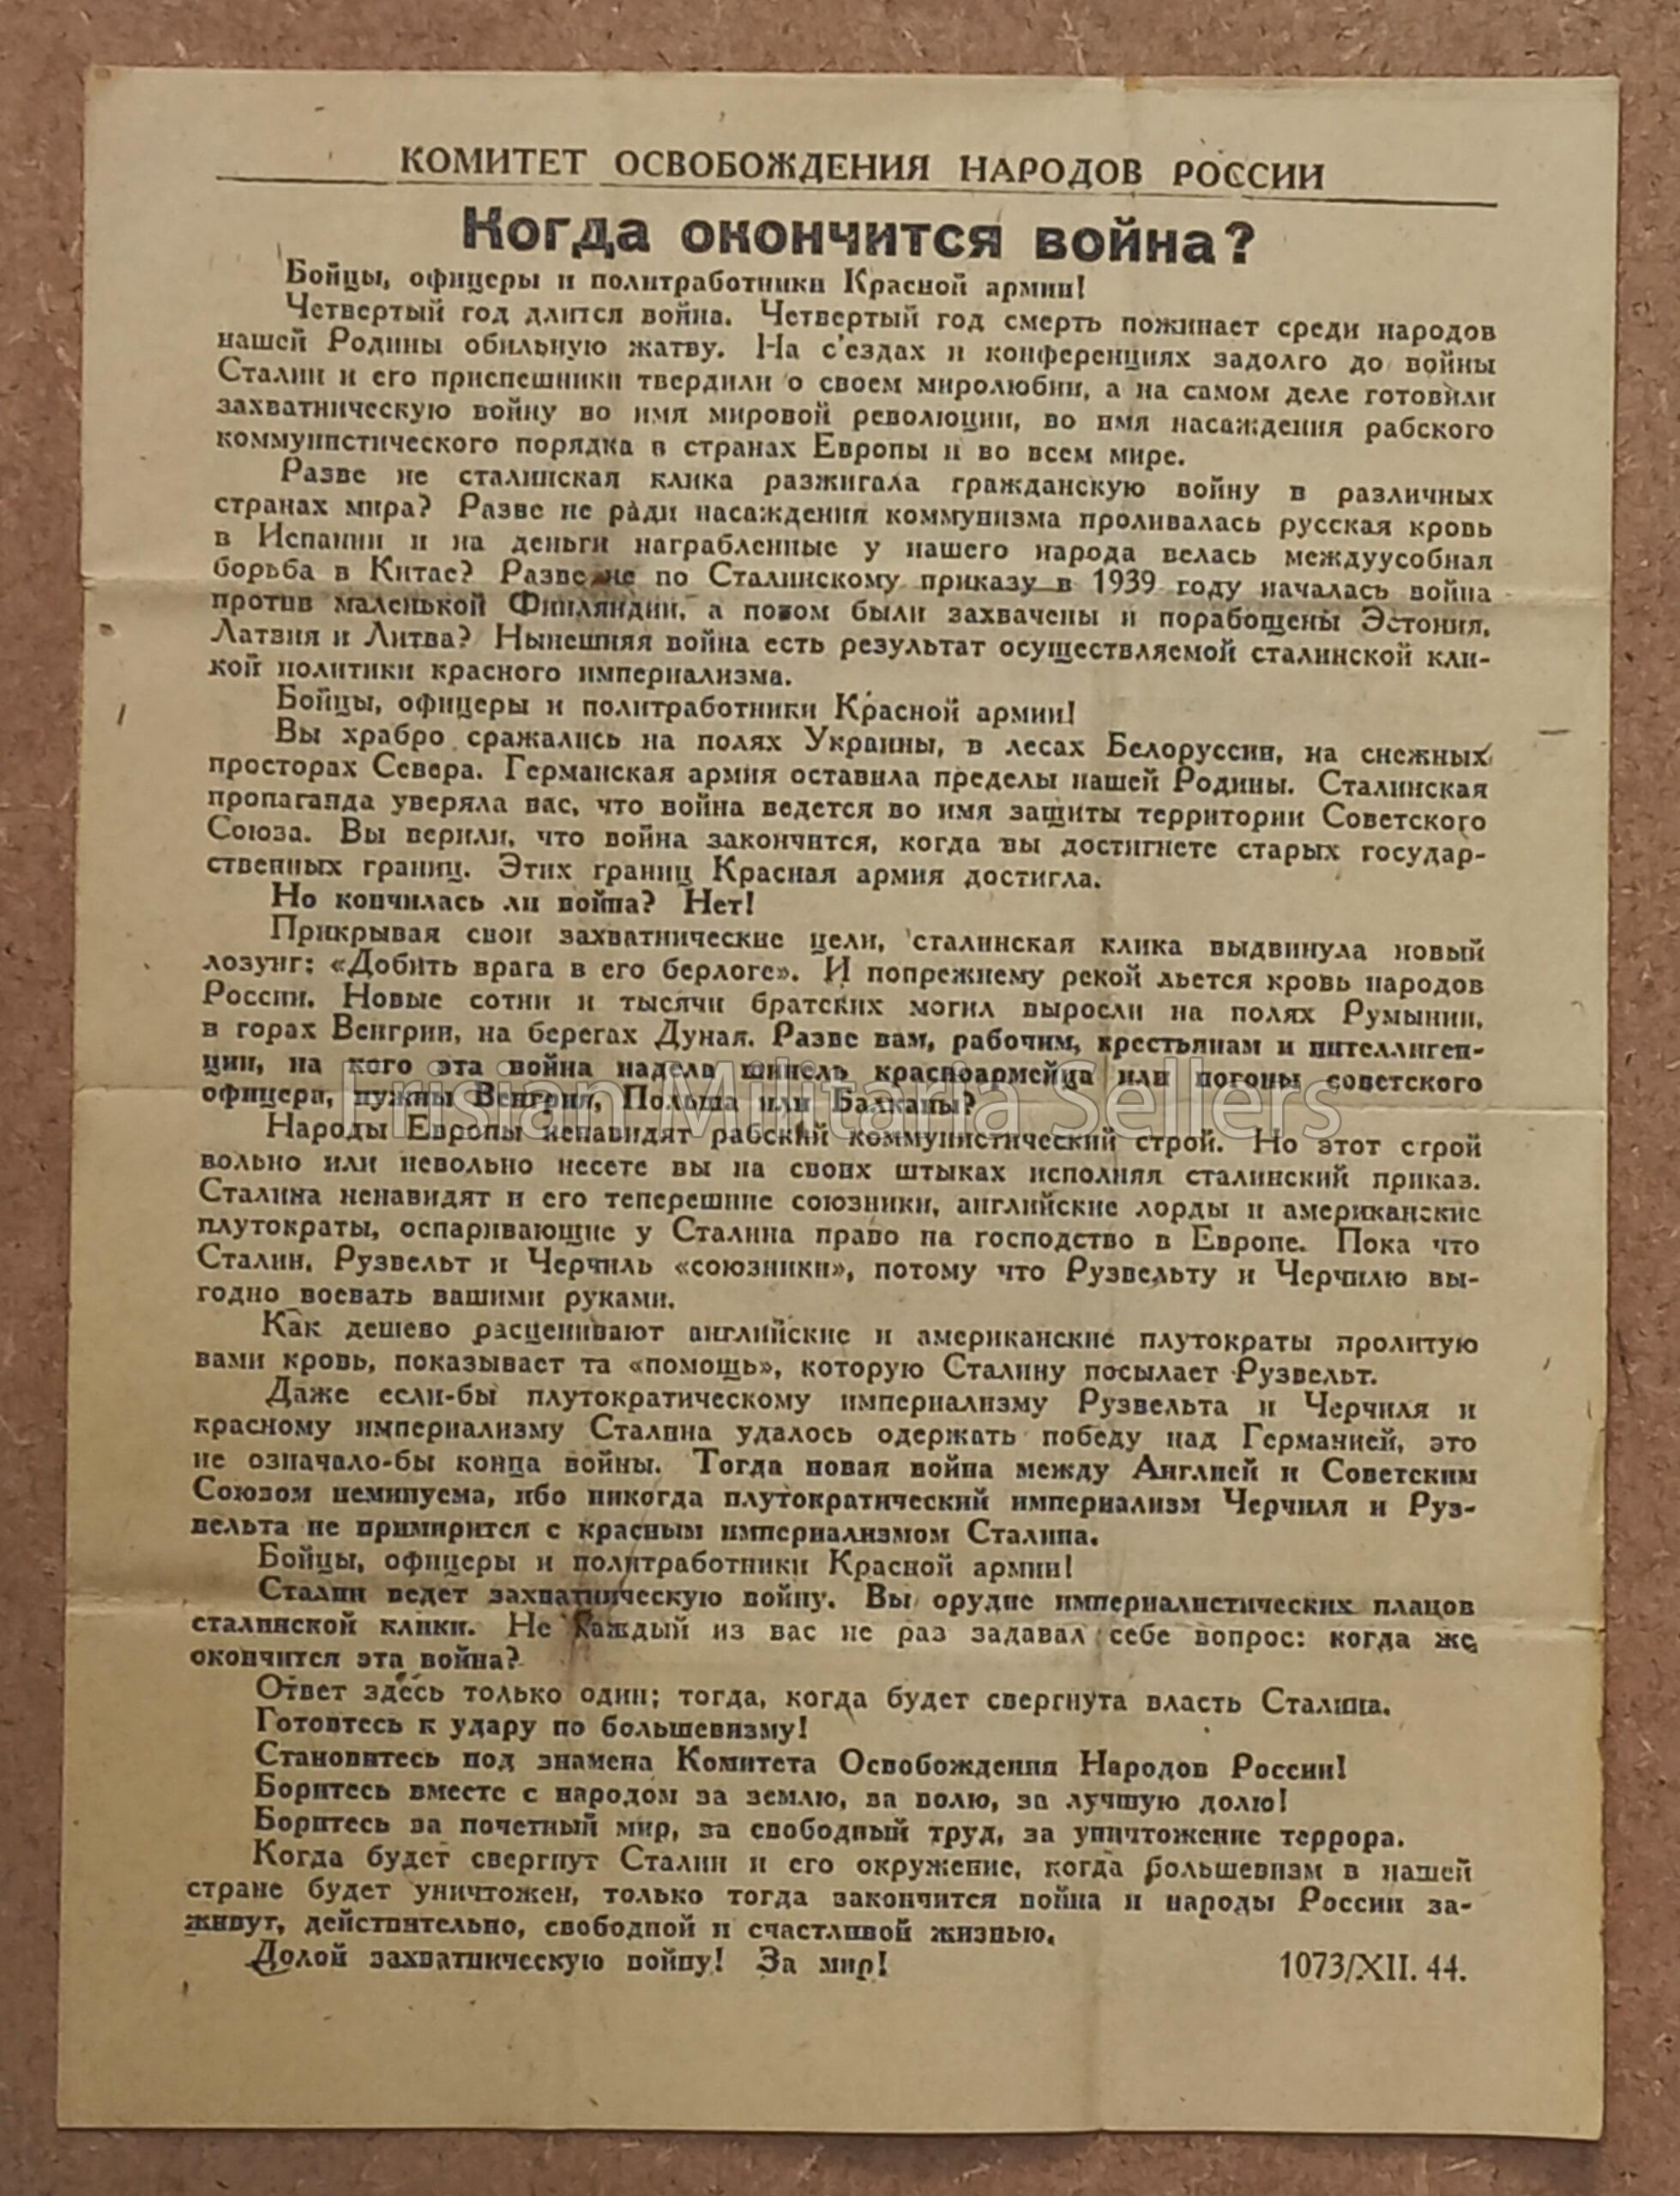 КОМИТЕТ ОСВОБОЖДЕНИЯ НАРОДОВ РОССИИ
Когда окончится война?
Бойцы, офицеры и политработники Красной армии!
Четвертый год длится война. Четвертый год смерть пожинает среди народов
нашей Родины обильную жатву. На с'ездах и конференциях задолго до войны
Сталин и его приспешники твердили о своем миролюбии, а на самом деле готовили
захватническую войну во имя мировой революции, во имя насаждения рабского
коммунистического порядка в странах Европы и во всем мире.
Разве не сталинская клика разжигала гражданскую войну в различных
странах мира? Разве не ради насаждения коммунизма проливалась русская кровь
в Испании и на деньги награбленные у нашего народа велась междуусобная
борьба в Китае? Разве не по Сталинскому приказу в 1939 году началась война
против маленькой Финляндии, а потом были захвачены и порабощены Эстония,
Латвия и Литва? Нынешняя война есть результат осуществляемой сталинской кли-
кой политики красного империализма.
Бойцы, офицеры и политработники Красной армии!
Вы храбро сражались на полях Украины, в лесах Белоруссии, на снежных
просторах Севера. Германская армия оставила пределы нашей Родины. Сталинская
пропаганда уверяла вас, что война ведется во имя защиты территории Советского
Союза. Вы верили, что война закончится, когда вы достигнете старых государ-
ственных границ. Этих границ Красная армия достигла.
Но кончилась ли война? Нет!
Прикрывая свои захватнические цели, сталинская клика выдвинула новый
лозунг: «Добить врага в его берлоге». И попрежнему рекой льется кровь народов
России. Новые сотни и тысячи братских могил выросли на полях Румынии,
в горах Венгрии, на берегах Дуная. Разве вам, рабочим, крестьянам и интеллиген-
ции, на кого эта война надела шинель красноармейца или погоны советского
офицера, нужны Венгрия, Польша или Балканы?
Irisian Militaria Sellers
Народы Европы ненавидят рабский коммунистический строй. Но этот строй
вольно или невольно несете вы на своих штыках исполняя сталинский приказ.
Сталина ненавидят и его теперешние союзники, английские лорды и американские
плутократы, оспаривающие у Сталина право на господство в Европе. Пока что
Сталин, Рузвельт и Черчиль «союзники», потому что Рузвельту и Черчилю вы-
годно воевать вашими руками.
Как дешево расценивают английские и американские плутократы пролитую
вами кровь, показывает та «помощь», которую Сталину посылает Рузвельт.
Даже если-бы плутократическому империализму Рузвельта и Черчиля и
красному империализму Сталина удалось одержать победу над Германией, это
не означало-бы конца войны. Тогда новая война между Англией и Советским
Союзом неминуема, ибо никогда плутократический империализм Черчиля и Руз-
вельта не примирится с красным империализмом Сталина.
Бойцы, офицеры и политработники Красной армии!
Сталин ведет захватническую войну. Вы орудие империалистических планов
сталинской клики. Не каждый из вас не раз задавал себе вопрос: когда же
окончится эта война?
Ответ здесь только один; тогда, когда будет свергнута власть Сталина.
Готовтесь к удару по большевизму!
Становитесь под знамена Комитета Освобождения Народов России!
Боритесь вместе с народом за землю, за волю, за лучшую долю!
Боритесь за почетный мир, за свободный труд, за уничтожение террора.
Когда будет свергнут Сталин и его окружение, когда большевизм в нашей
стране будет уничтожен, только тогда закончится война и народы России за-
живут, действительно, свободной и счастливой жизнью.
Долой захватническую войну! За мир!
1073/XII. 44.